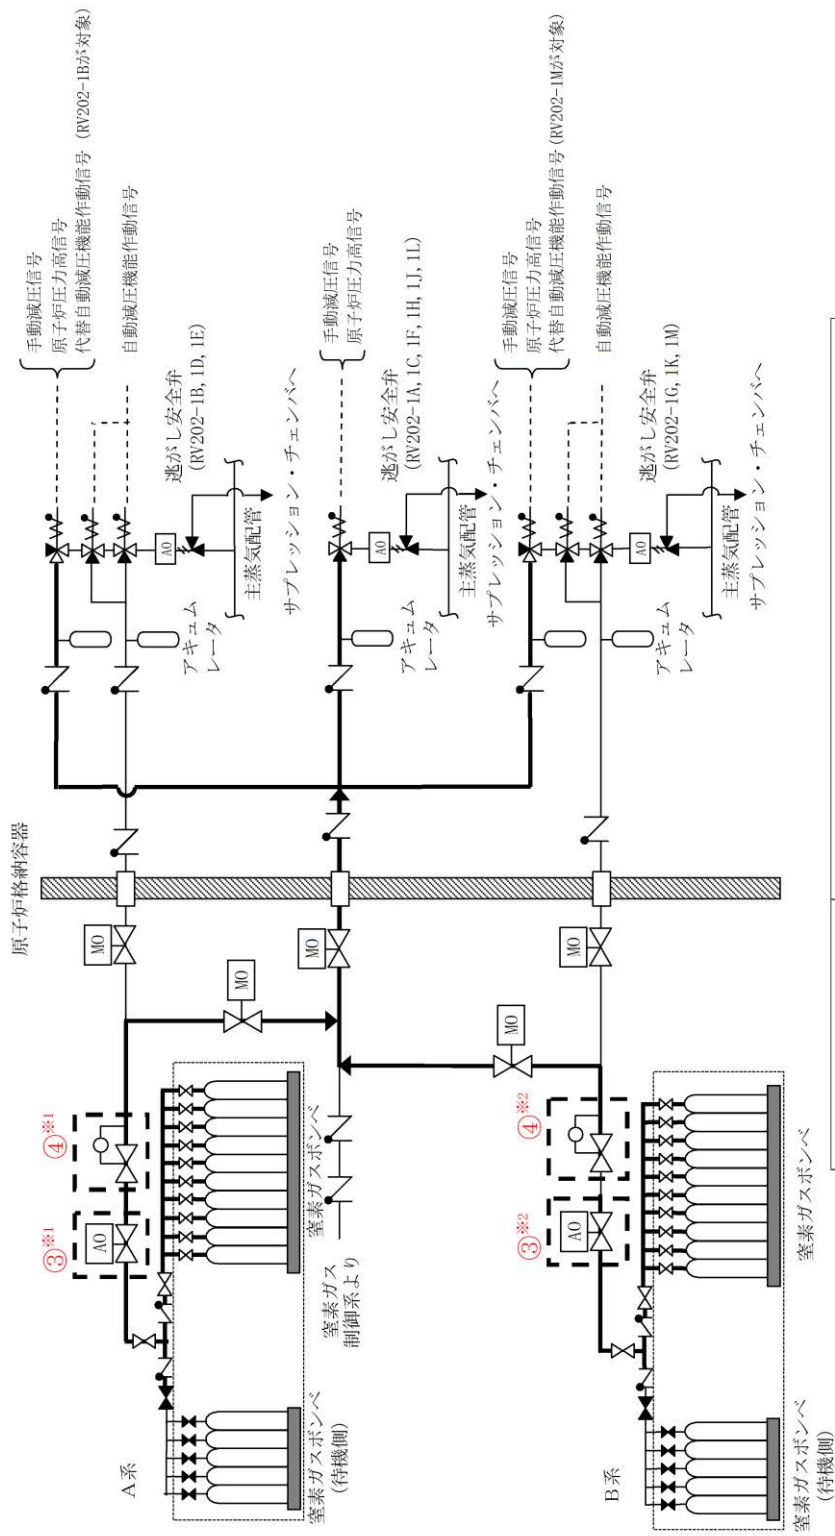 手動減圧信号
原子炉圧力高信号
代替自動減圧機能作動信号 (RV202-1Bが対象)
自動減圧機能作動信号
逃がし安全弁
(RV202-1B, 1D, 1E)
AO
主蒸気配管
サプレッション・チェンバへ
アキュム
レータ
手動減圧信号
原子炉圧力高信号
逃がし安全弁
(RV202-1A, 1C, 1F, 1H, 1J, 1L)
AO
主蒸気配管
サプレッション・チェンバへ
アキュム
レータ
手動減圧信号
原子炉圧力高信号
代替自動減圧機能作動信号 (RV202-1Mが対象)
自動減圧機能作動信号
逃がし安全弁
(RV202-1G, 1K, 1M)
AO
主蒸気配管
サプレッション・チェンバへ
アキュム
レータ
原子炉格納容器
MO
MO
MO
MO
MO
④※1
③※1
AO
窒素ガスボンベ
A系
窒素ガスボンベ
(待機側)
窒素ガス
制御系より
④※2
③※2
AO
窒素ガスボンベ
B系
窒素ガスボンベ
(待機側)